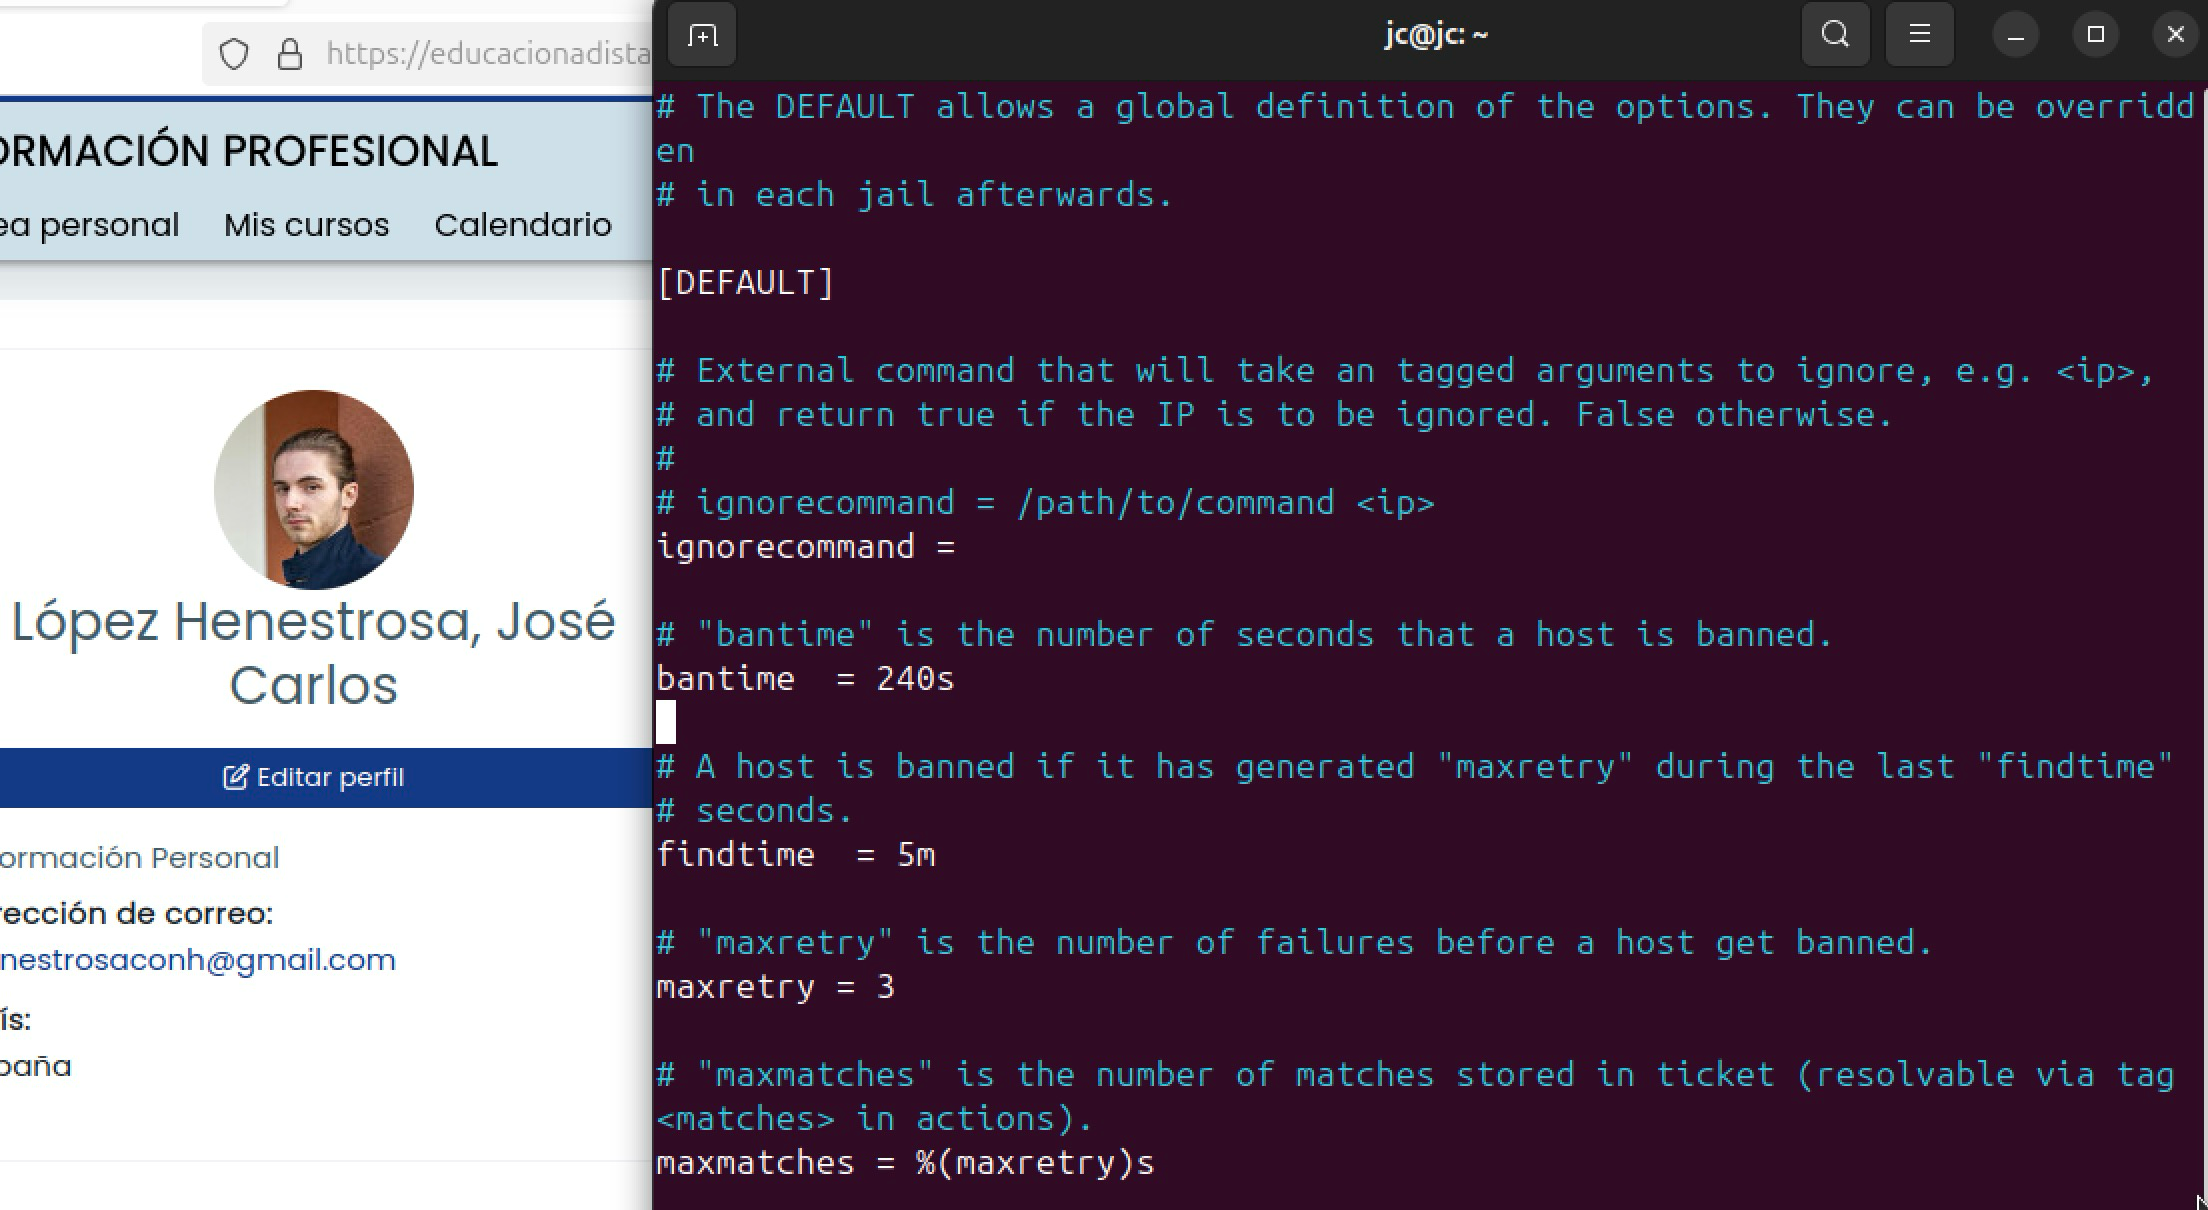 https://educacionadista
ORMACIÓN PROFESIONAL
ea personal Mis cursos Calendario
López Henestrosa, José
Carlos
Editar perfil
ormación Personal
rección de correo:
nestrosaconh@gmail.com
ís:
paña
jc@jc: ~
# The DEFAULT allows a global definition of the options. They can be overridd
en
# in each jail afterwards.
[DEFAULT]
# External command that will take an tagged arguments to ignore, e.g. <ip>,
# and return true if the IP is to be ignored. False otherwise.
#
# ignorecommand = /path/to/command <ip>
ignorecommand =
# "bantime" is the number of seconds that a host is banned.
bantime  = 240s
# A host is banned if it has generated "maxretry" during the last "findtime"
# seconds.
findtime  = 5m
# "maxretry" is the number of failures before a host get banned.
maxretry = 3
# "maxmatches" is the number of matches stored in ticket (resolvable via tag
<matches> in actions).
maxmatches = %(maxretry)s